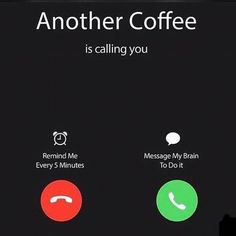 Another Coffee
is calling you
Remind Me
Every 5 Minutes
Message My Brain
To Do it